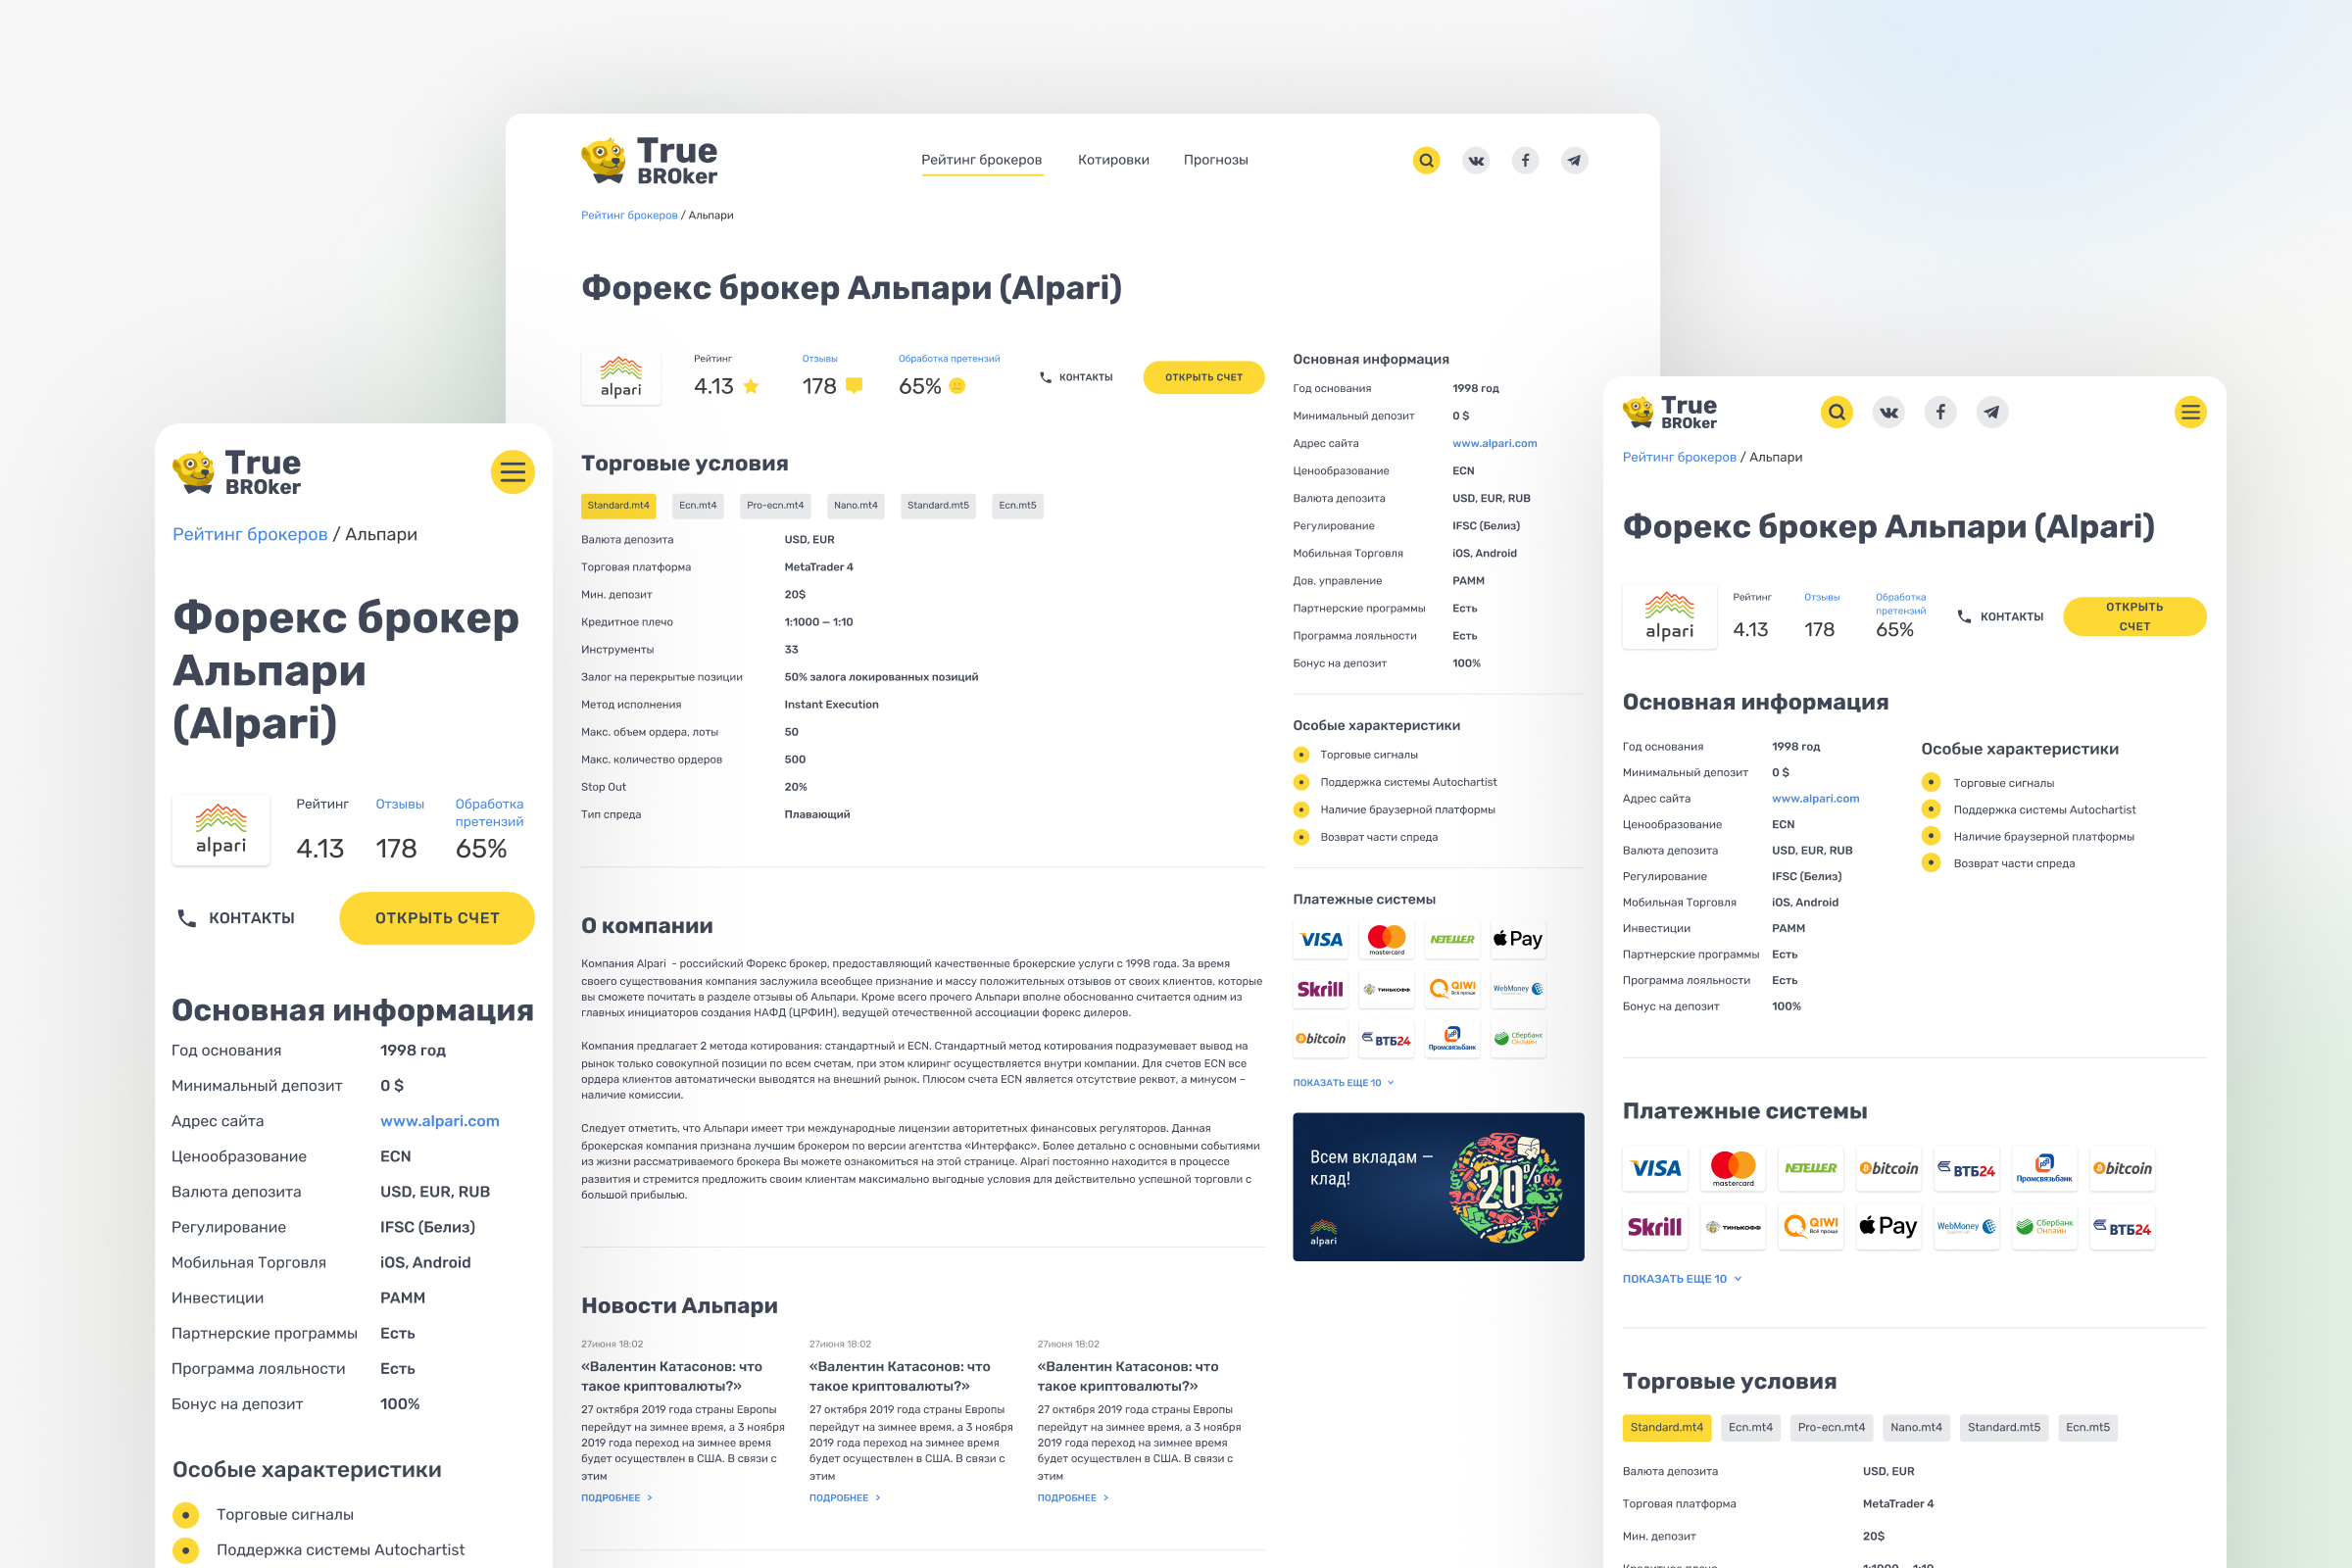 True
BROker
Рейтинг брокеров
Котировки
Прогнозы
Рейтинг брокеров / Альпари
Форекс брокер Альпари (Alpari)
alpari
Рейтинг
4.13
Отзывы
178
Обработка претензий
65%
КОНТАКТЫ
ОТКРЫТЬ СЧЕТ
Торговые условия
Standard.mt4
Ecn.mt4
Pro-ecn.mt4
Nano.mt4
Standard.mt5
Ecn.mt5
Валюта депозита USD, EUR
Торговая платформа MetaTrader 4
Мин. депозит 20$
Кредитное плечо 1:1000 — 1:10
Инструменты 33
Залог на перекрытые позиции 50% залога локированных позиций
Метод исполнения Instant Execution
Макс. объем ордера, лоты 50
Макс. количество ордеров 500
Stop Out 20%
Тип спреда Плавающий
О компании
Компания Alpari - российский Форекс брокер, предоставляющий качественные брокерские услуги с 1998 года. За время
своего существования компания заслужила всеобщее признание и массу положительных отзывов от своих клиентов, которые
вы сможете почитать в разделе отзывы об Альпари. Кроме всего прочего Альпари вполне обоснованно считается одним из
главных инициаторов создания НАФД (ЦРФИН), ведущей отечественной ассоциации форекс дилеров.
Компания предлагает 2 метода котирования: стандартный и ECN. Стандартный метод котирования подразумевает вывод на
рынок только совокупной позиции по всем счетам, при этом клиринг осуществляется внутри компании. Для счетов ECN все
ордера клиентов автоматически выводятся на внешний рынок. Плюсом счета ECN является отсутствие реквот, а минусом –
наличие комиссии.
Следует отметить, что Альпари имеет три международные лицензии авторитетных финансовых регуляторов. Данная
брокерская компания признана лучшим брокером по версии агентства «Интерфакс». Более детально с основными событиями
из жизни рассматриваемого брокера Вы можете ознакомиться на этой странице. Alpari постоянно находится в процессе
развития и стремится предложить своим клиентам максимально выгодные условия для действительно успешной торговли с
большой прибылью.
Новости Альпари
27июня 18:02
«Валентин Катасонов: что
такое криптовалюты?»
27 октября 2019 года страны Европы
перейдут на зимнее время, а 3 ноября
2019 года переход на зимнее время
будет осуществлен в США. В связи с
этим
ПОДРОБНЕЕ
27июня 18:02
«Валентин Катасонов: что
такое криптовалюты?»
27 октября 2019 года страны Европы
перейдут на зимнее время, а 3 ноября
2019 года переход на зимнее время
будет осуществлен в США. В связи с
этим
ПОДРОБНЕЕ
27июня 18:02
«Валентин Катасонов: что
такое криптовалюты?»
27 октября 2019 года страны Европы
перейдут на зимнее время, а 3 ноября
2019 года переход на зимнее время
будет осуществлен в США. В связи с
этим
ПОДРОБНЕЕ
Основная информация
Год основания 1998 год
Минимальный депозит 0 $
Адрес сайта www.alpari.com
Ценообразование ECN
Валюта депозита USD, EUR, RUB
Регулирование IFSC (Белиз)
Мобильная Торговля iOS, Android
Дов. управление PAMM
Партнерские программы Есть
Программа лояльности Есть
Бонус на депозит 100%
Особые характеристики
Торговые сигналы
Поддержка системы Autochartist
Наличие браузерной платформы
Возврат части спреда
Платежные системы
VISA
mastercard
NETELLER
Pay
Skrill
ТИНЬКОФФ
QIWI
Всё проще
WebMoney
bitcoin
ВТБ24
Промсвязьбанк
Сбербанк
Онлайн
ПОКАЗАТЬ ЕЩЕ 10
Всем вкладам —
клад!
20%
alpari
True
BROker
Рейтинг брокеров / Альпари
Форекс брокер
Альпари
(Alpari)
alpari
Рейтинг
4.13
Отзывы
178
Обработка
претензий
65%
КОНТАКТЫ
ОТКРЫТЬ СЧЕТ
Основная информация
Год основания 1998 год
Минимальный депозит 0 $
Адрес сайта www.alpari.com
Ценообразование ECN
Валюта депозита USD, EUR, RUB
Регулирование IFSC (Белиз)
Мобильная Торговля iOS, Android
Инвестиции PAMM
Партнерские программы Есть
Программа лояльности Есть
Бонус на депозит 100%
Особые характеристики
Торговые сигналы
Поддержка системы Autochartist
True
BROker
Рейтинг брокеров / Альпари
Форекс брокер Альпари (Alpari)
alpari
Рейтинг
4.13
Отзывы
178
Обработка
претензий
65%
КОНТАКТЫ
ОТКРЫТЬ
СЧЕТ
Основная информация
Год основания 1998 год
Минимальный депозит 0 $
Адрес сайта www.alpari.com
Ценообразование ECN
Валюта депозита USD, EUR, RUB
Регулирование IFSC (Белиз)
Мобильная Торговля iOS, Android
Инвестиции PAMM
Партнерские программы Есть
Программа лояльности Есть
Бонус на депозит 100%
Особые характеристики
Торговые сигналы
Поддержка системы Autochartist
Наличие браузерной платформы
Возврат части спреда
Платежные системы
VISA
mastercard
NETELLER
bitcoin
ВТБ24
Промсвязьбанк
bitcoin
Skrill
ТИНЬКОФФ
QIWI
Всё проще
Pay
WebMoney
Сбербанк
Онлайн
ВТБ24
ПОКАЗАТЬ ЕЩЕ 10
Торговые условия
Standard.mt4
Ecn.mt4
Pro-ecn.mt4
Nano.mt4
Standard.mt5
Ecn.mt5
Валюта депозита USD, EUR
Торговая платформа MetaTrader 4
Мин. депозит 20$
Кредитное плечо 1:1000 — 1:10